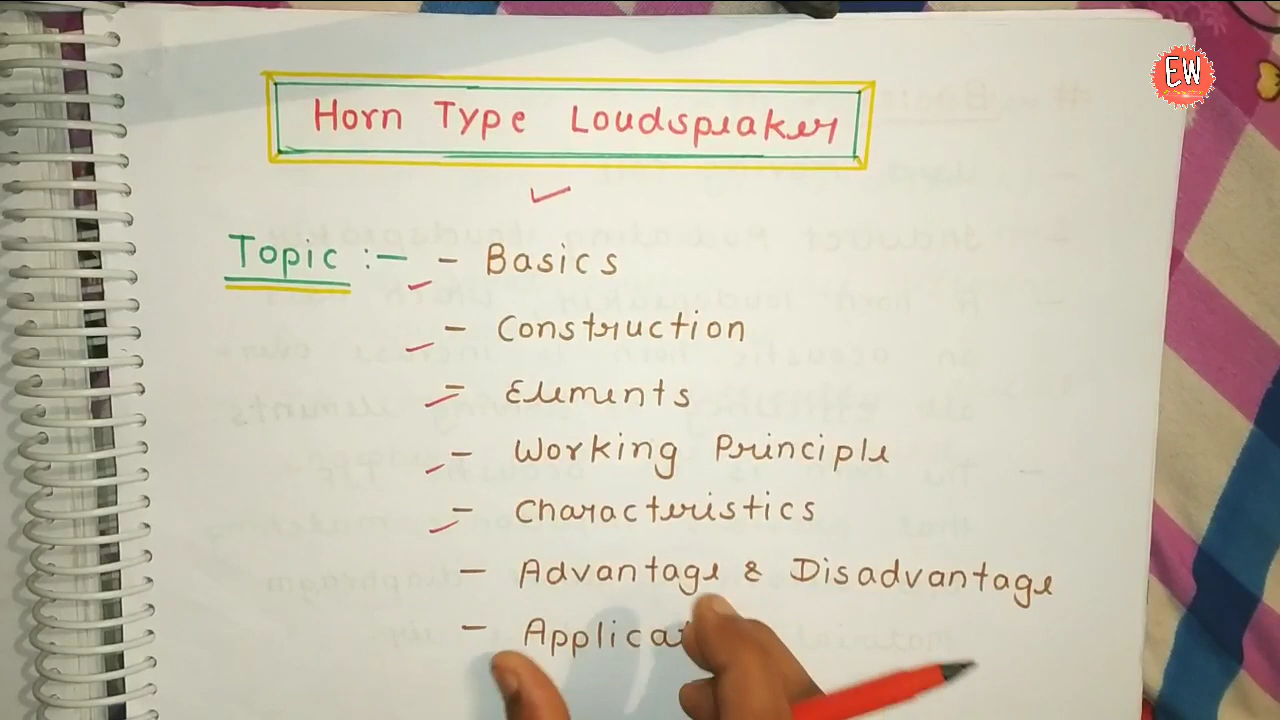 EW
Horn Type Loudspeaker
Topic :- - Basics
- Construction
- Elements
- Working Principle
- Characteristics
- Advantage & Disadvantage